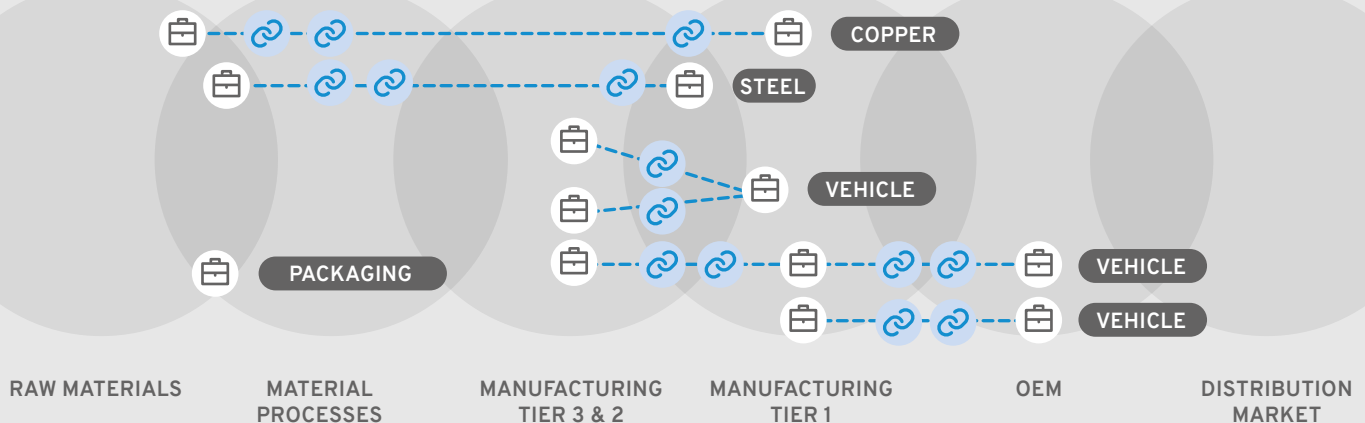 COPPER
STEEL
VEHICLE
PACKAGING
VEHICLE
VEHICLE
RAW MATERIALS
MATERIAL
PROCESSES
MANUFACTURING
TIER 3 & 2
MANUFACTURING
TIER 1
OEM
DISTRIBUTION
MARKET